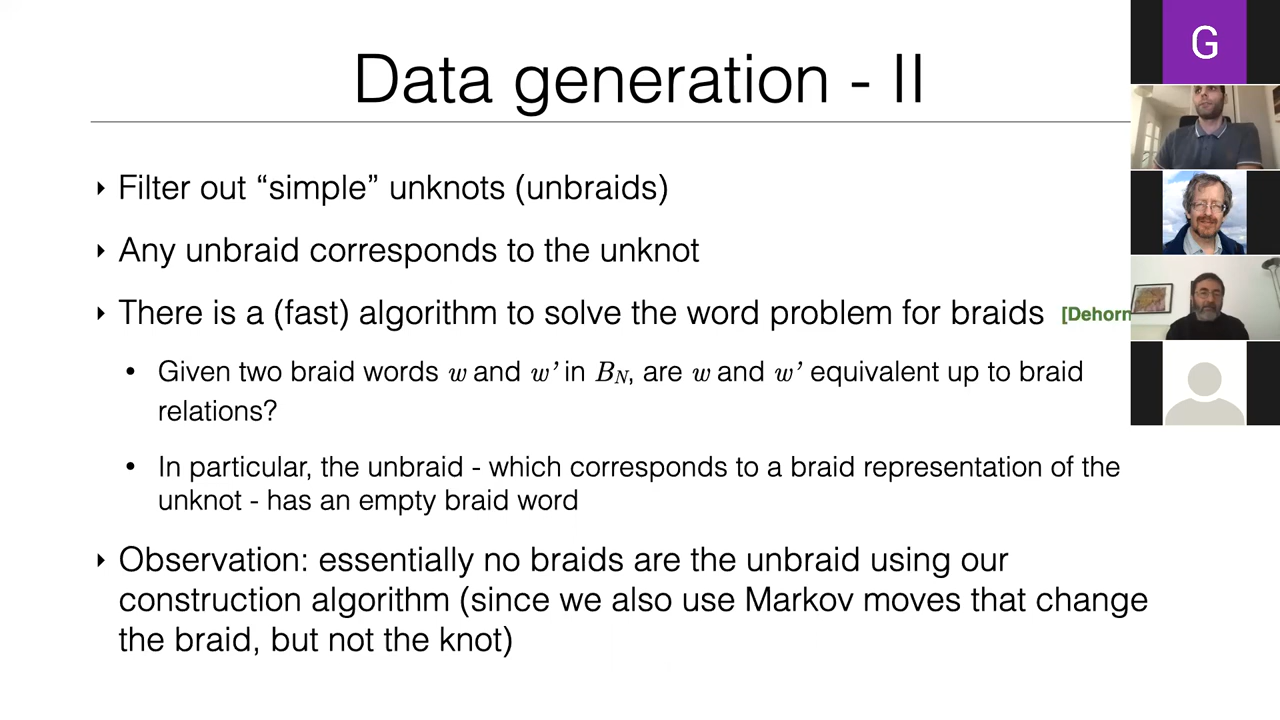 Data generation - II
G
‣ Filter out “simple” unknots (unbraids)
‣ Any unbraid corresponds to the unknot
‣ There is a (fast) algorithm to solve the word problem for braids [Dehorn
• Given two braid words w and w’ in BN, are w and w’ equivalent up to braid
relations?
• In particular, the unbraid - which corresponds to a braid representation of the
unknot - has an empty braid word
‣ Observation: essentially no braids are the unbraid using our
construction algorithm (since we also use Markov moves that change
the braid, but not the knot)